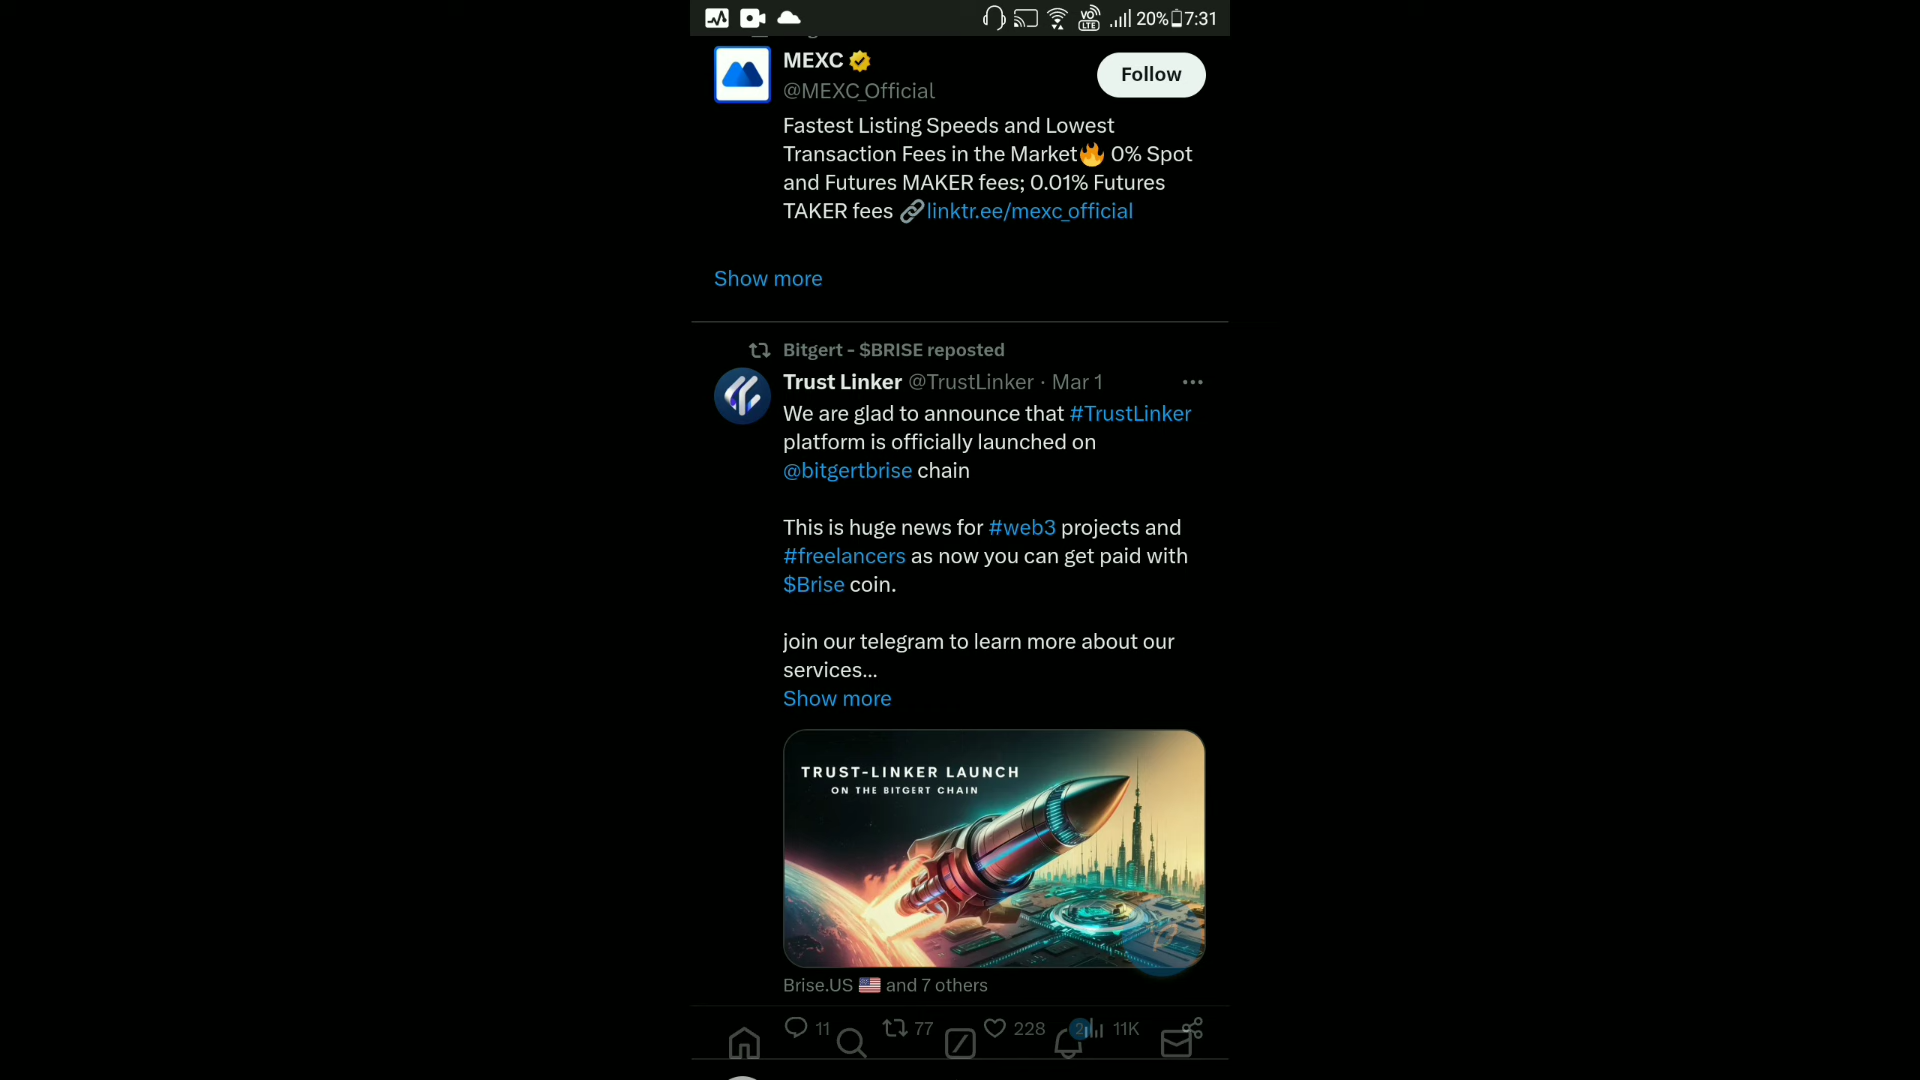 20% 7:31
MEXC
@MEXC_Official
Follow
Fastest Listing Speeds and Lowest
Transaction Fees in the Market🔥 0% Spot
and Futures MAKER fees; 0.01% Futures
TAKER fees 🔗linktr.ee/mexc_official
Show more
Bitgert - $BRISE reposted
Trust Linker @TrustLinker · Mar 1
We are glad to announce that #TrustLinker
platform is officially launched on
@bitgertbrise chain
This is huge news for #web3 projects and
#freelancers as now you can get paid with
$Brise coin.
join our telegram to learn more about our
services...
Show more
TRUST-LINKER LAUNCH
ON THE BITGERT CHAIN
Brise.US 🇺🇸 and 7 others
11 77 228 2 11K